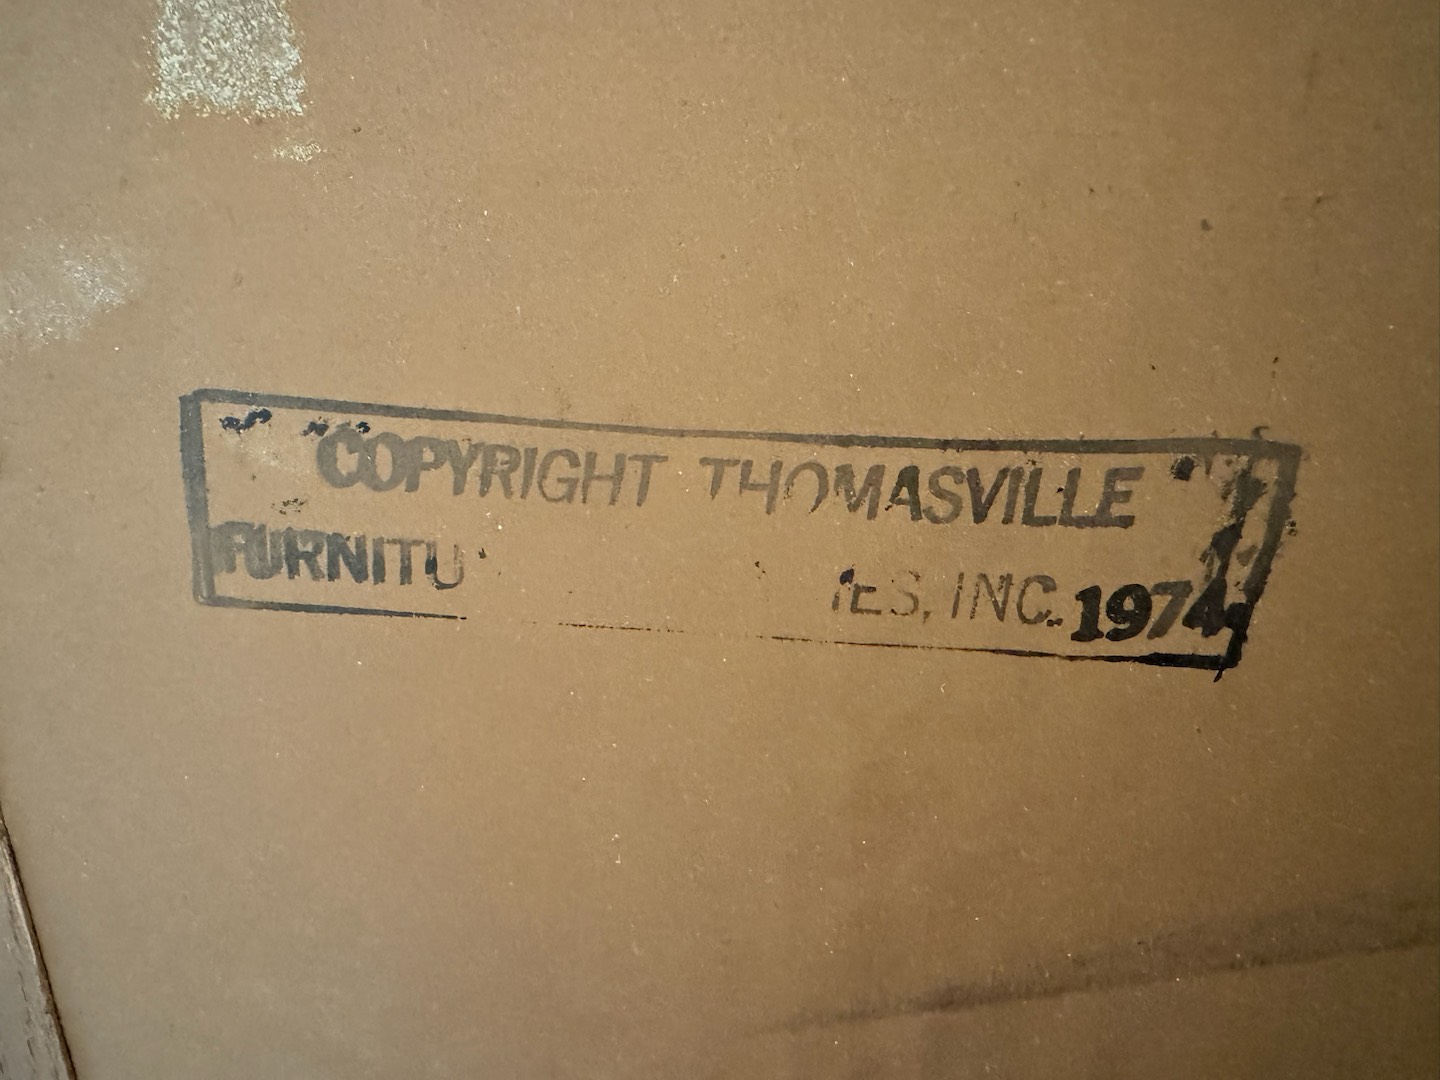 COPYRIGHT THOMASVILLE
FURNITU IES, INC. 1974